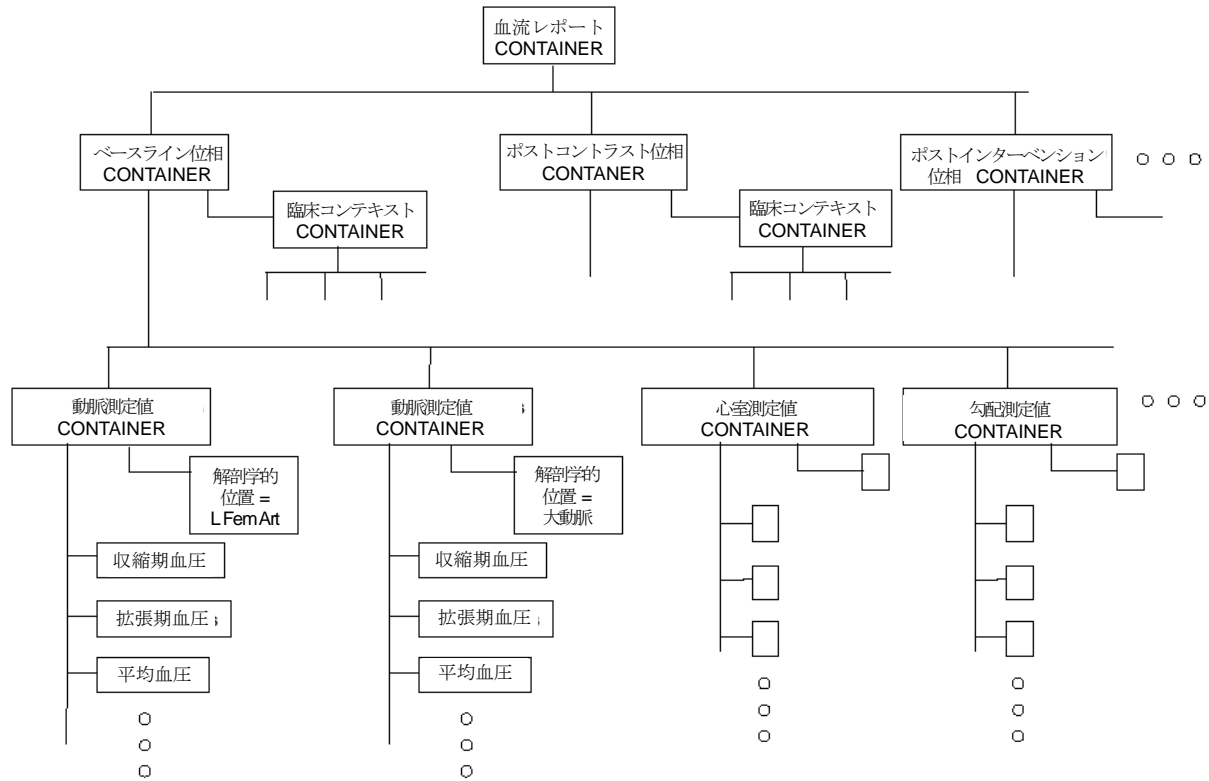 血流レポート
CONTAINER
ベースライン位相
CONTAINER
ポストコントラスト位相
CONTAINER
ポストインターベンション
位相 CONTAINER
臨床コンテキスト
CONTAINER
臨床コンテキスト
CONTAINER
動脈測定値
CONTAINER
動脈測定値
CONTAINER
心室測定値
CONTAINER
勾配測定値
CONTAINER
解剖学的
位置 =
L Fem Art
解剖学的
位置 =
大動脈
収縮期血圧
収縮期血圧
拡張期血圧
拡張期血圧
平均血圧
平均血圧